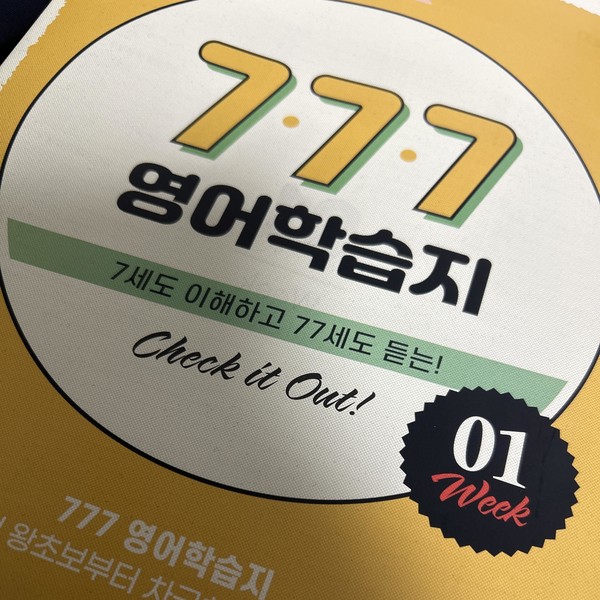 7·7·7
영어학습지
7세도 이해하고 77세도 듣는!
Check it Out!
01
Week
777 영어학습지
왕초보부터